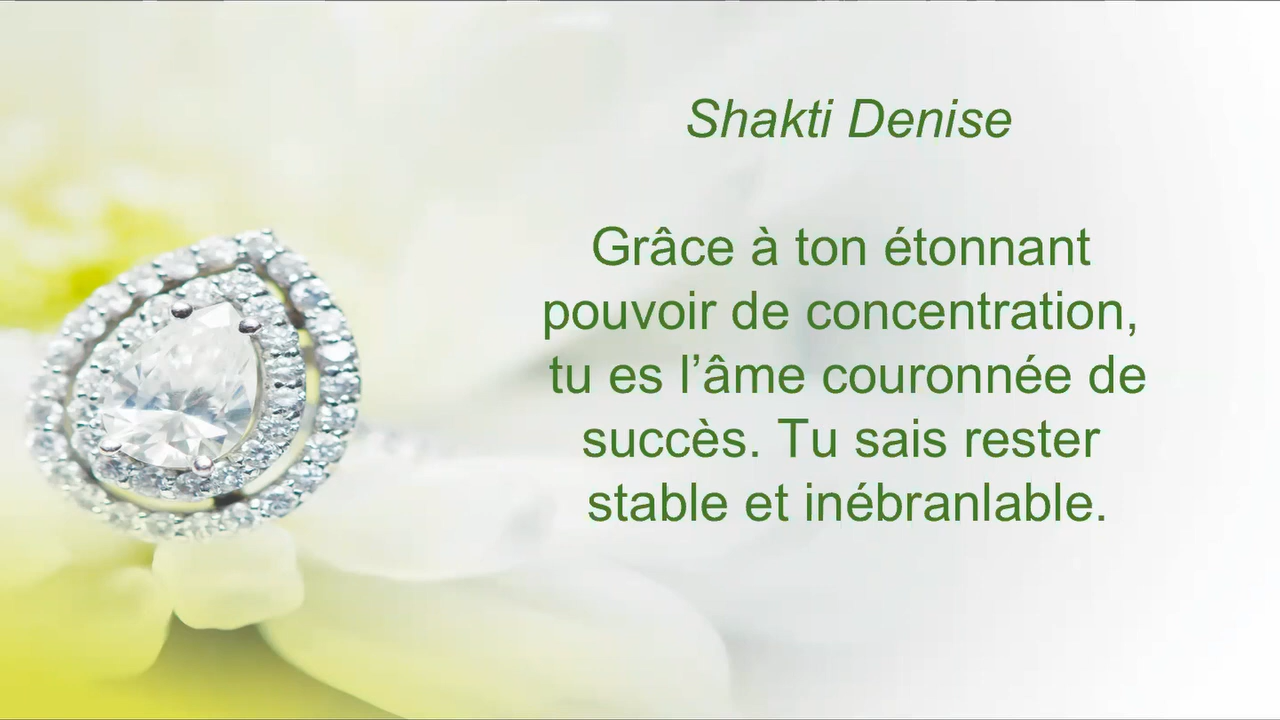 Shakti Denise
Grâce à ton étonnant
pouvoir de concentration,
tu es l’âme couronnée de
succès. Tu sais rester
stable et inébranlable.